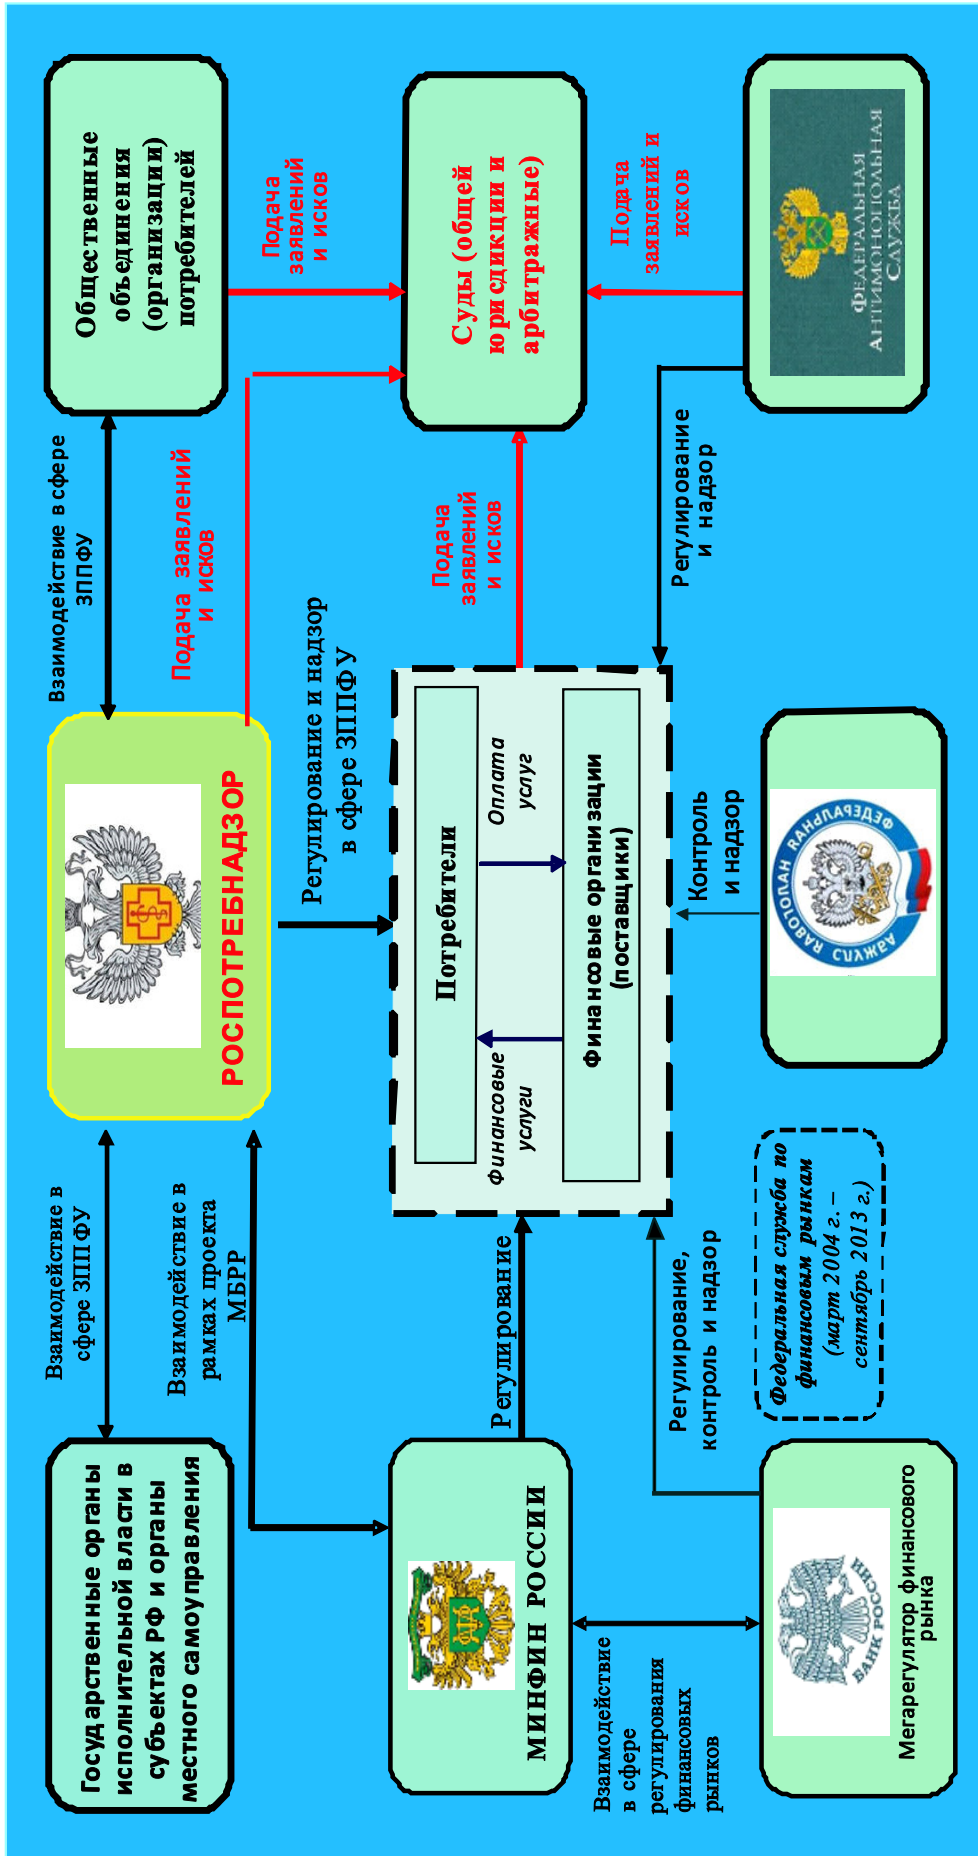 Государственные органы
исполнительной власти в
субъектах РФ и органы
местного самоуправления
Взаимодействие в
сфере ЗППФУ
Взаимодействие в
рамках проекта
МБРР
РОСПОТРЕБНАДЗОР
Взаимодействие в сфере
ЗППФУ
Подача заявлений
и исков
Общественные
объединения
(организации)
потребителей
Подача
заявлений
и исков
Регулирование и надзор
в сфере ЗППФУ
МИНФИН РОССИИ
Регулирование
Потребители
Финансовые
услуги
Оплата
услуг
Финансовые организации
(поставщики)
Подача
заявлений
и исков
Суды (общей
юрисдикции и
арбитражные)
Подача
заявлений и
исков
Взаимодействие
в сфере
регулирования
финансовых
рынков
Регулирование,
контроль и надзор
Контроль
и надзор
Регулирование
и надзор
БАНК РОССИИ
Мегарегулятор финансового
рынка
Федеральная служба по
финансовым рынкам
(март 2004 г. –
сентябрь 2013 г.)
ФЕДЕРАЛЬНАЯ НАЛОГОВАЯ
СЛУЖБА
ФЕДЕРАЛЬНАЯ
АНТИМОНОПОЛЬНАЯ
СЛУЖБА